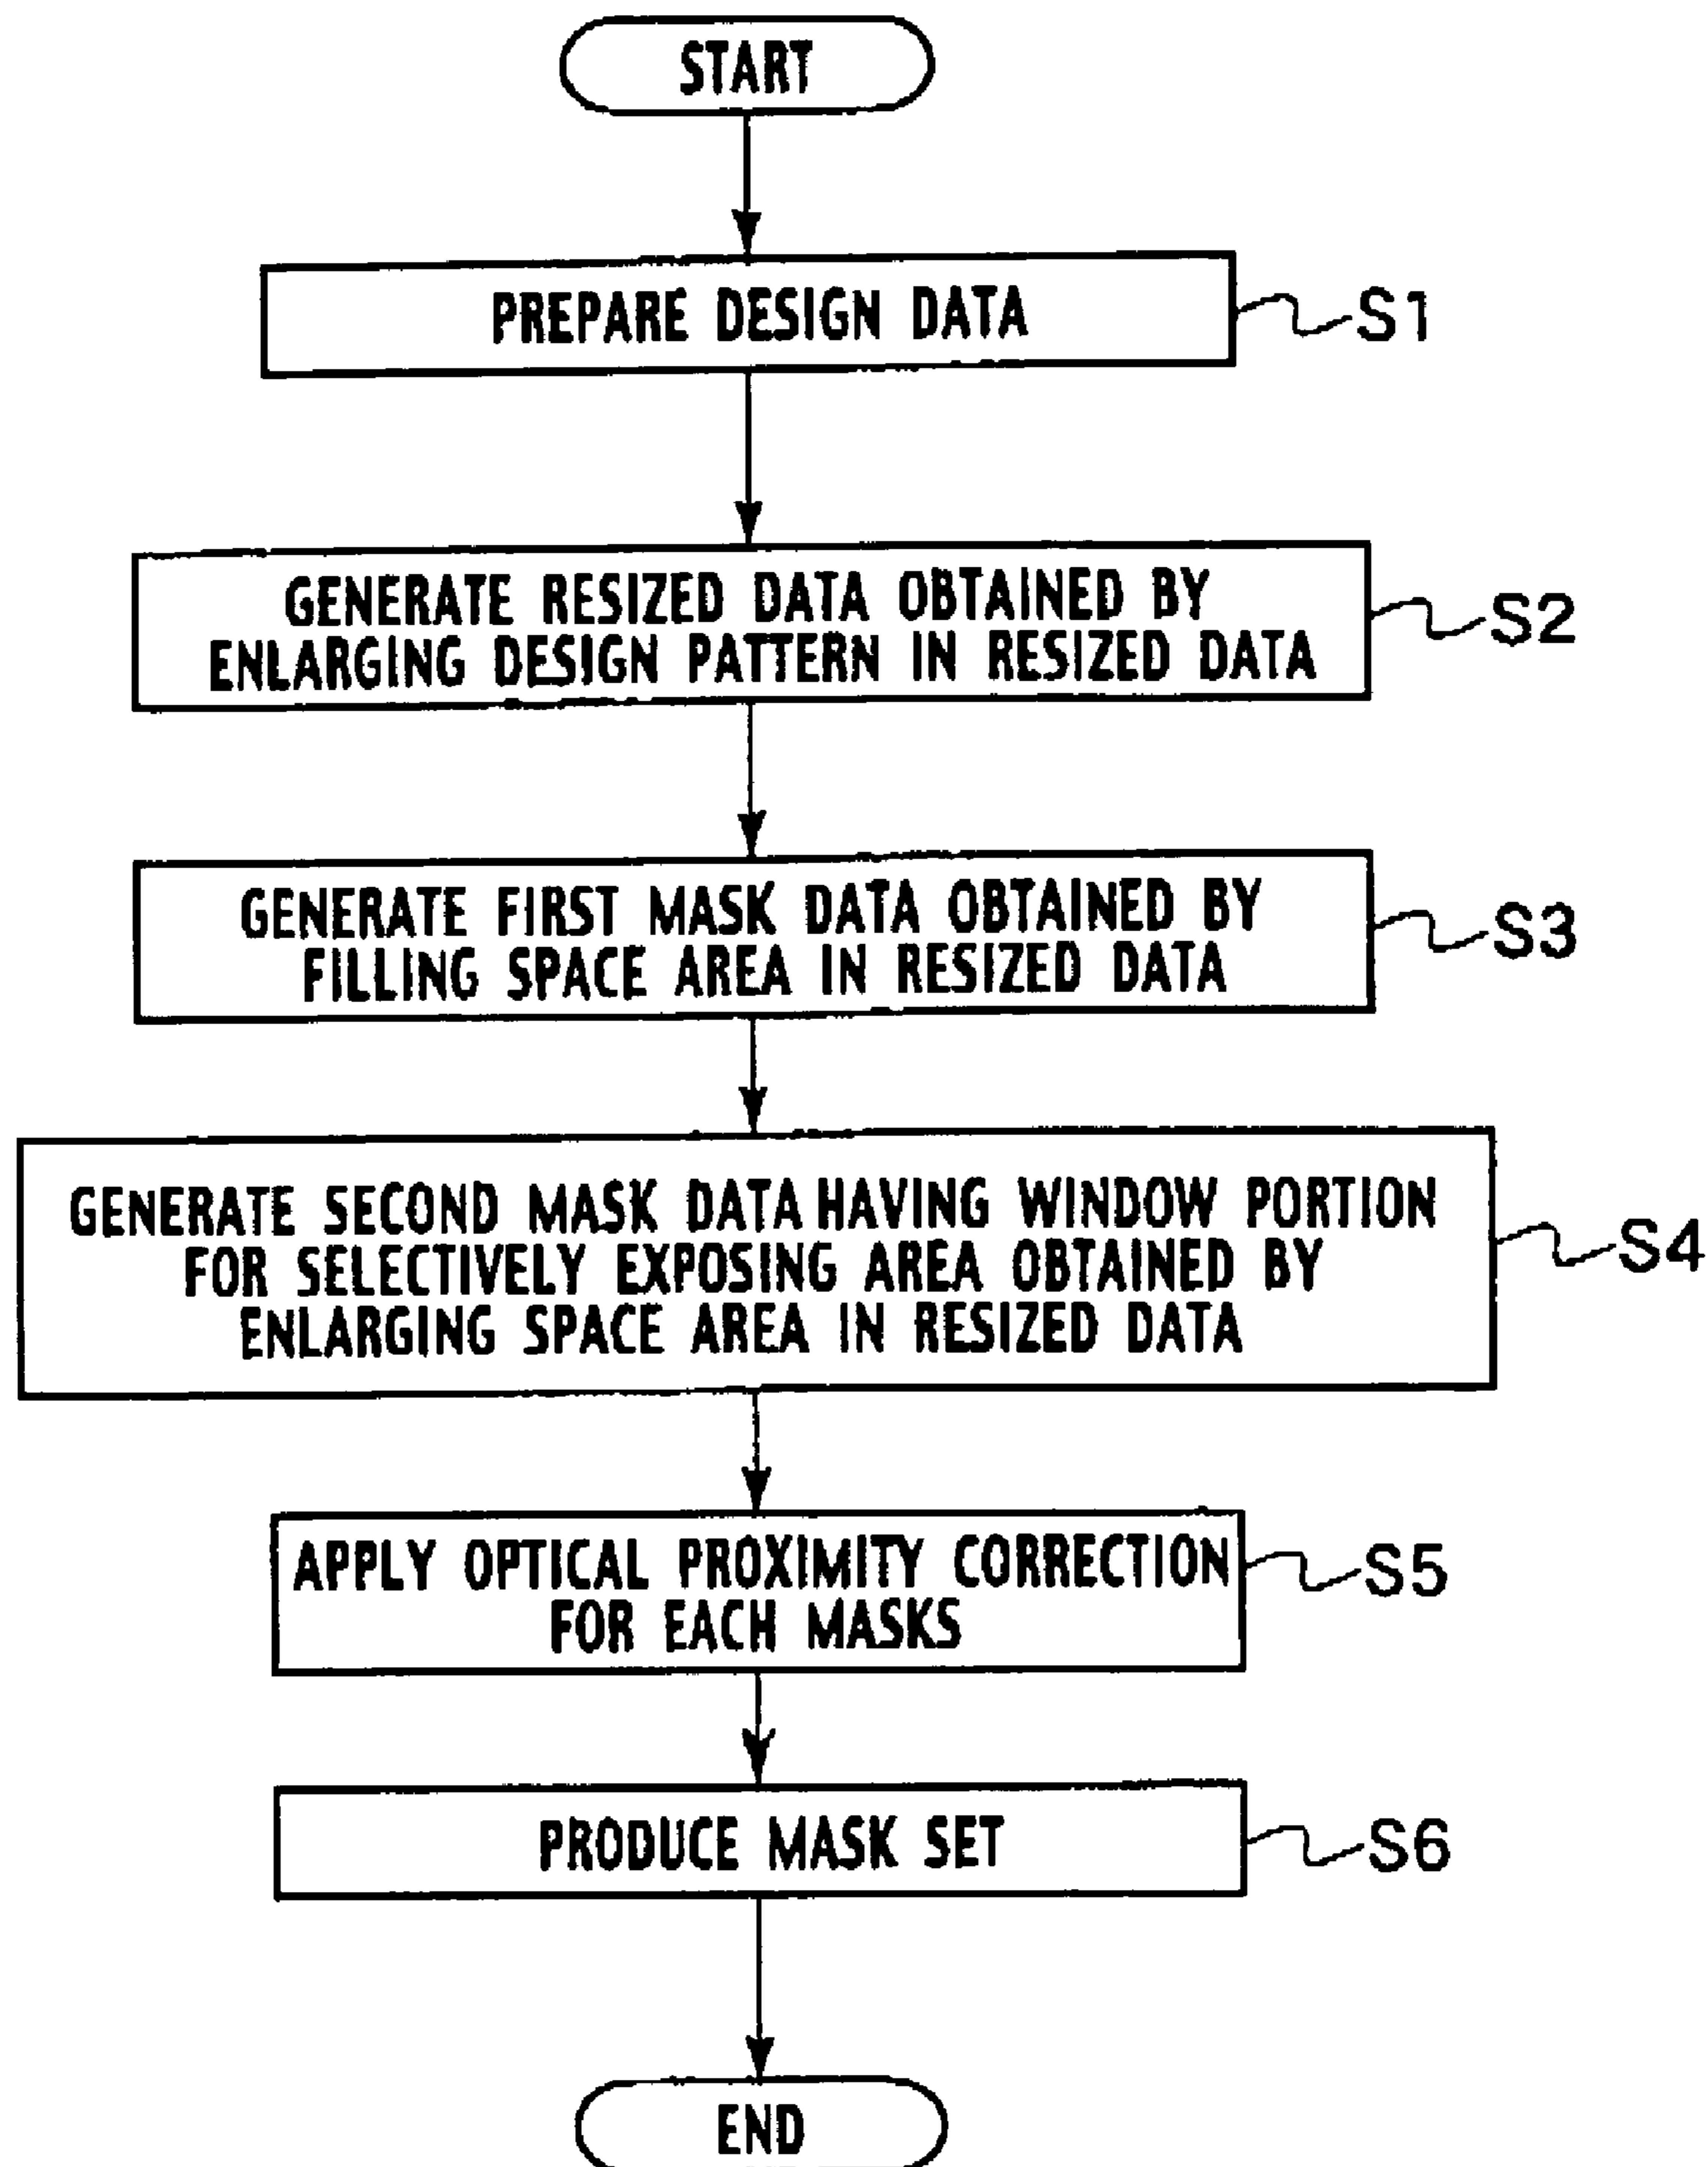 START
PREPARE DESIGN DATA
S1
GENERATE RESIZED DATA OBTAINED BY
ENLARGING DESIGN PATTERN IN RESIZED DATA
S2
GENERATE FIRST MASK DATA OBTAINED BY
FILLING SPACE AREA IN RESIZED DATA
S3
GENERATE SECOND MASK DATA HAVING WINDOW PORTION
FOR SELECTIVELY EXPOSING AREA OBTAINED BY
ENLARGING SPACE AREA IN RESIZED DATA
S4
APPLY OPTICAL PROXIMITY CORRECTION
FOR EACH MASKS
S5
PRODUCE MASK SET
S6
END